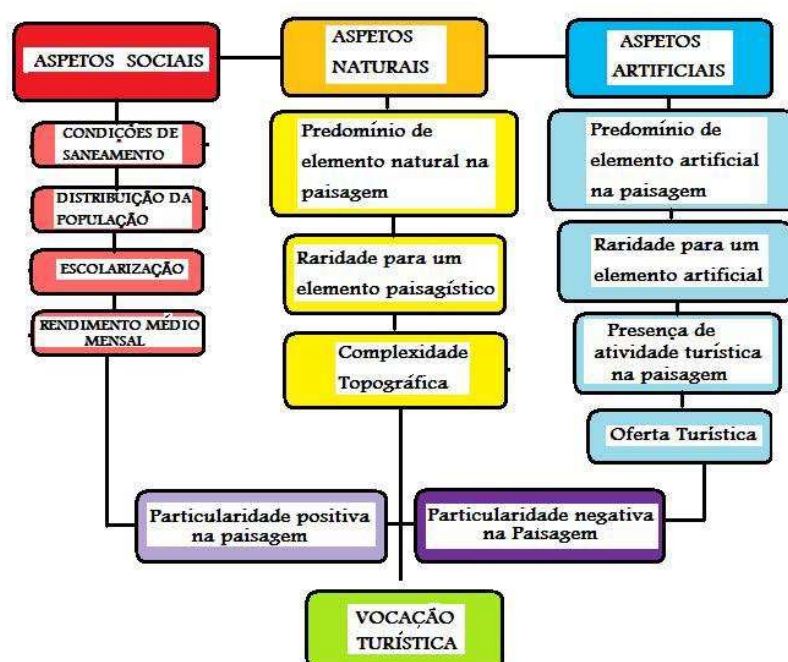 ASPETOS SOCIAIS
ASPETOS
NATURAIS
ASPETOS
ARTIFICIAIS
CONDIÇÕES DE
SANEAMENTO
DISTRIBUIÇÃO DA
POPULAÇÃO
ESCOLARIZAÇÃO
RENDIMENTO MÉDIO
MENSAL
Predomínio de
elemento natural na
paisagem
Raridade para um
elemento paisagístico
Complexidade
Topográfica
Predomínio de
elemento artificial
na paisagem
Raridade para um
elemento artificial
Presença de
atividade turística
na paisagem
Oferta Turística
Particularidade positiva
na paisagem
Particularidade negativa
na Paisagem
VOCAÇÃO
TURÍSTICA